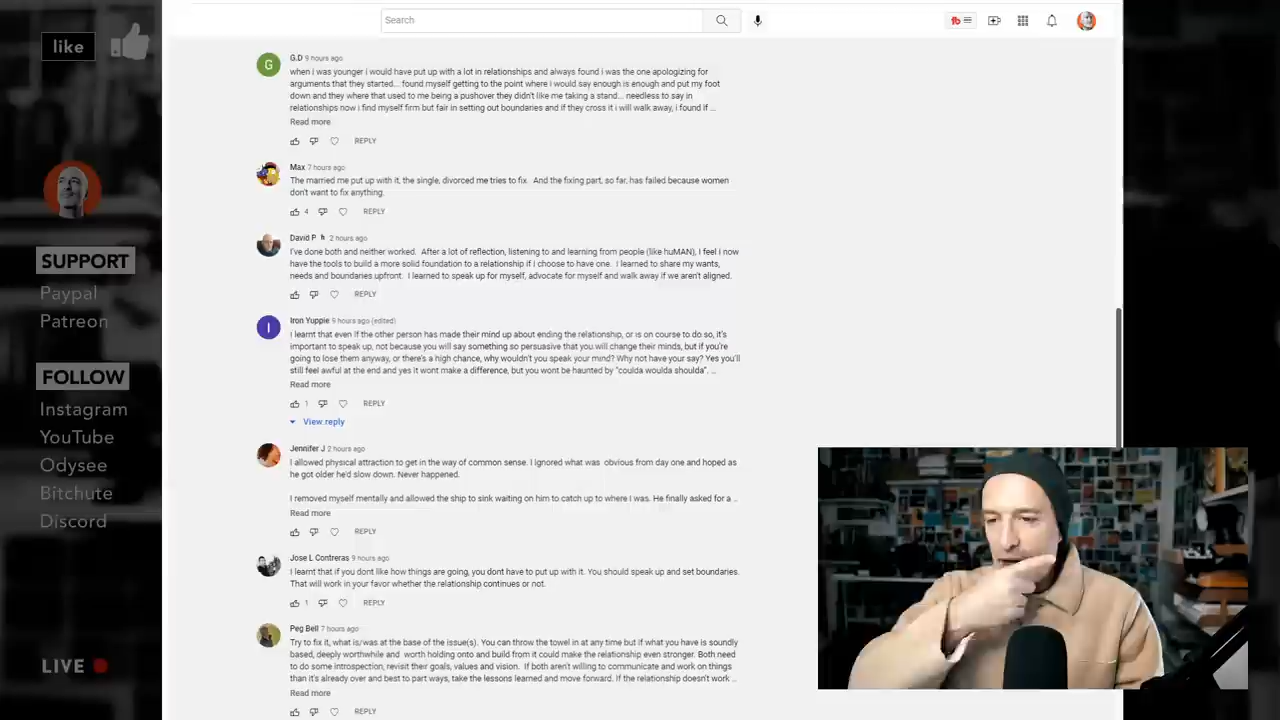 like
SUPPORT
Paypal
Patreon
FOLLOW
Instagram
YouTube
Odysee
Bitchute
Discord
LIVE
Search
G.D 9 hours ago
when i was younger i would have put up with a lot in relationships and always found i was the one apologizing for
arguments that they started... found myself getting to the point where i would say enough is enough and put my foot
down and they where that used to me being a pushover they didn't like me taking a stand... needless to say in
relationships now i find myself firm but fair in setting out boundaries and if they cross it i will walk away, i found if ...
Read more
REPLY
Max 7 hours ago
The married me put up with it, the single, divorced me tries to fix. And the fixing part, so far, has failed because women
don't want to fix anything.
4 REPLY
David P 2 hours ago
I've done both and neither worked. After a lot of reflection, listening to and learning from people (like huMAN), I feel i now
have the tools to build a more solid foundation to a relationship if i choose to have one. I learned to share my wants,
needs and boundaries upfront. I learned to speak up for myself, advocate for myself and walk away if we aren't aligned.
REPLY
Iron Yuppie 9 hours ago (edited)
I learnt that even if the other person has made their mind up about ending the relationship, or is on course to do so, it's
important to speak up, not because you will say something so persuasive that you will change their minds, but if you're
going to lose them anyway, or there's a high chance, why wouldn't you speak your mind? Why not have your say? Yes you'll
still feel awful at the end and yes it wont make a difference, but you wont be haunted by "coulda woulda shoulda". ...
Read more
1 REPLY
View reply
Jennifer J 2 hours ago
I allowed physical attraction to get in the way of common sense. I ignored what was obvious from day one and hoped as
he got older he'd slow down. Never happened.
I removed myself mentally and allowed the ship to sink waiting on him to catch up to where I was. He finally asked for a ...
Read more
REPLY
Jose L Contreras 9 hours ago
I learnt that if you dont like how things are going, you dont have to put up with it. You should speak up and set boundaries.
That will work in your favor whether the relationship continues or not.
1 REPLY
Peg Bell 7 hours ago
Try to fix it, what is/was at the base of the issue(s). You can throw the towel in at any time but if what you have is soundly
based, deeply worthwhile and worth holding onto and build from it could make the relationship even stronger. Both need
to do some introspection, revisit their goals, values and vision. If both aren't willing to communicate and work on things
than it's already over and best to part ways, take the lessons learned and move forward. If the relationship doesn't work ...
Read more
REPLY